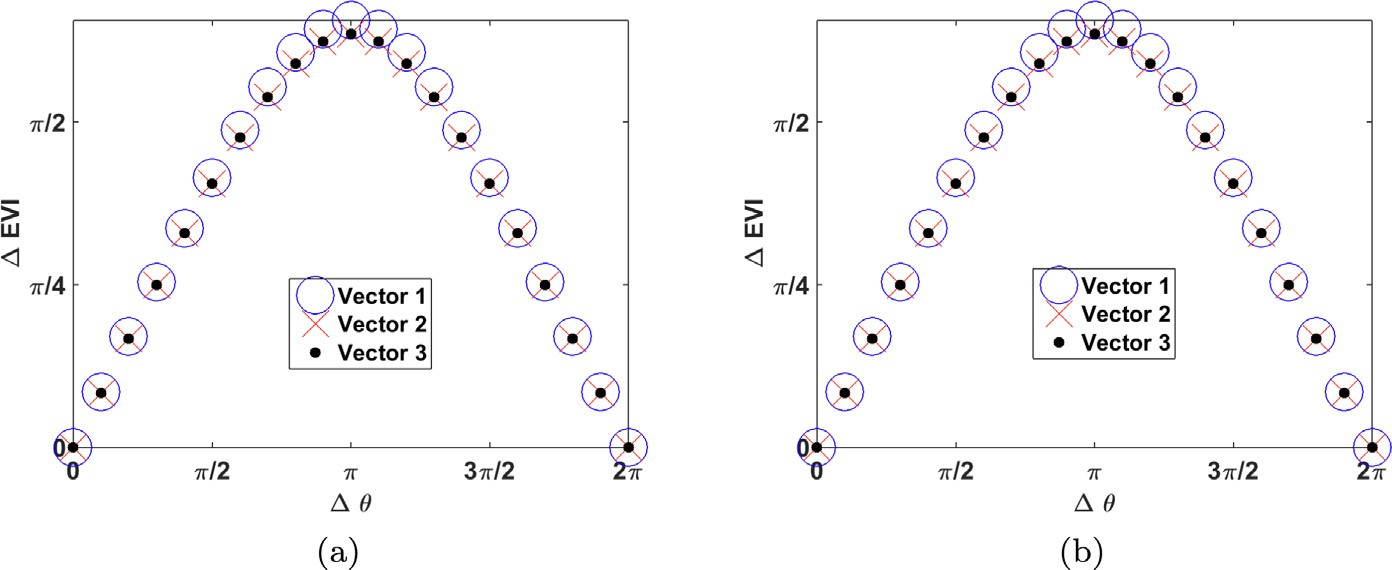 Δ EVI
π/2
π/4
0
0 π/2 π 3π/2 2π
Δ θ
Vector 1
Vector 2
Vector 3
(a)
Δ EVI
π/2
π/4
0
0 π/2 π 3π/2 2π
Δ θ
Vector 1
Vector 2
Vector 3
(b)